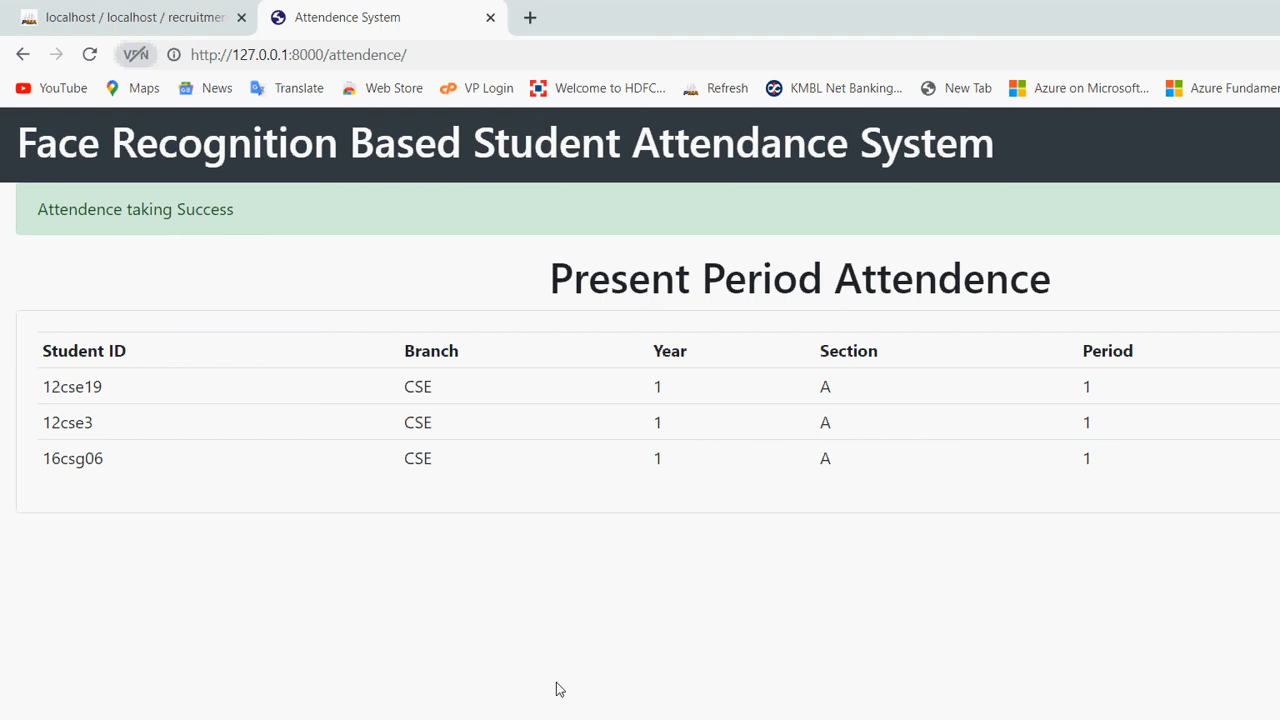 localhost / localhost / recruitmer
Attendence System
VPN
http://127.0.0.1:8000/attendence/
YouTube Maps News Translate Web Store VP Login Welcome to HDFC... Refresh KMBL Net Banking... New Tab Azure on Microsoft... Azure Fundamer
Face Recognition Based Student Attendance System
Attendence taking Success
Present Period Attendence
Student ID Branch Year Section Period
12cse19 CSE 1 A 1
12cse3 CSE 1 A 1
16csg06 CSE 1 A 1